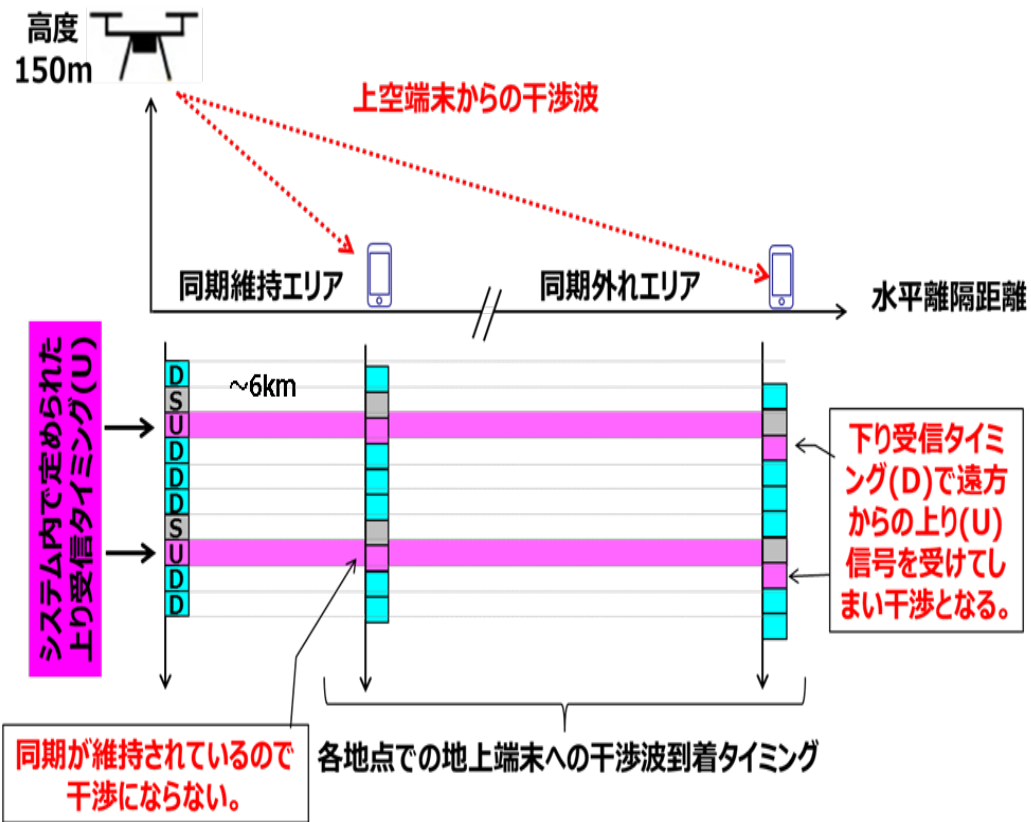 高度
150m
上空端末からの干渉波
同期維持エリア
同期外れエリア
水平離隔距離
システム内で定められた
上り受信タイミング(U)
D
S
U
D
D
D
S
U
D
D
~6km
下り受信タイミ
ング(D)で遠方
からの上り(U)
信号を受けてし
まい干渉となる。
同期が維持されているので
干渉にならない。
各地点での地上端末への干渉波到着タイミング